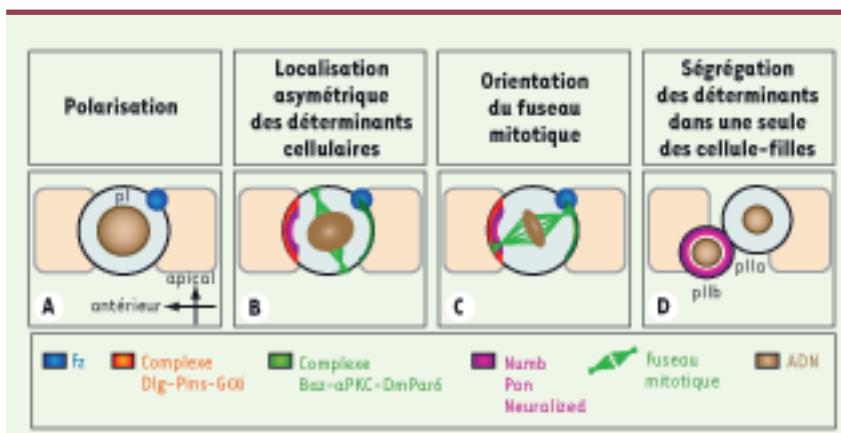 Polarisation
Localisation
asymétrique
des déterminants
cellulaires
Orientation
du fuseau
mitotique
Ségrégation
des déterminants
dans une seule
des cellule-filles
pI
apical
antérieur
A
B
C
pIIa
pIIb
D
Fz
Complexe
Dlg-Pins-Gαi
Complexe
Baz-aPKC-DmPar6
Numb
Pon
Neuralized
Fuseau
mitotique
ADN